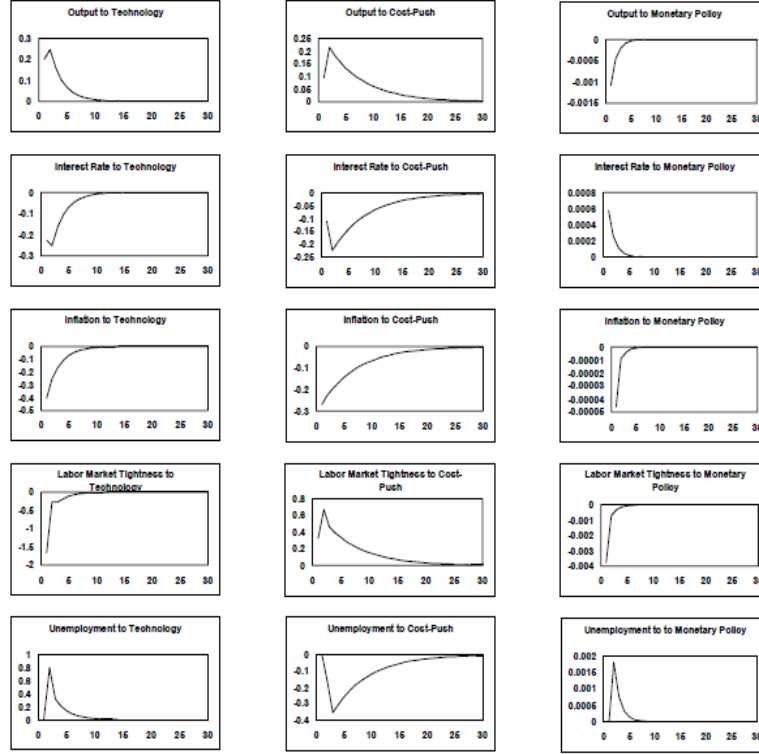 Output to Technology
0.3
0.2
0.1
0
0 5 10 15 20 25 30
Output to Cost-Push
0.25
0.2
0.15
0.1
0.05
0
0 5 10 15 20 25 30
Output to Monetary Policy
0
-0.0005
-0.001
-0.0015
0 5 10 15 20 25 30
Interest Rate to Technology
0
-0.1
-0.2
-0.3
0 5 10 15 20 25 30
Interest Rate to Cost-Push
0
-0.05
-0.1
-0.15
-0.2
-0.25
0 5 10 15 20 25 30
Interest Rate to Monetary Policy
0.0008
0.0006
0.0004
0.0002
0
0 5 10 15 20 25 30
Inflation to Technology
0
-0.1
-0.2
-0.3
-0.4
-0.5
0 5 10 15 20 25 30
Inflation to Cost-Push
0
-0.1
-0.2
-0.3
0 5 10 15 20 25 30
Inflation to Monetary Policy
0
-0.00001
-0.00002
-0.00003
-0.00004
-0.00005
0 5 10 15 20 25 30
Labor Market Tightness to
Technology
0
-0.5
-1
-1.5
-2
0 5 10 15 20 25 30
Labor Market Tightness to Cost-
Push
0.8
0.6
0.4
0.2
0
0 5 10 15 20 25 30
Labor Market Tightness to Monetary
Policy
0
-0.001
-0.002
-0.003
-0.004
0 5 10 15 20 25 30
Unemployment to Technology
1
0.8
0.6
0.4
0.2
0
0 5 10 15 20 25 30
Unemployment to Cost-Push
0
-0.1
-0.2
-0.3
-0.4
0 5 10 15 20 25 30
Unemployment to to Monetary Policy
0.002
0.0015
0.001
0.0005
0
0 5 10 15 20 25 30